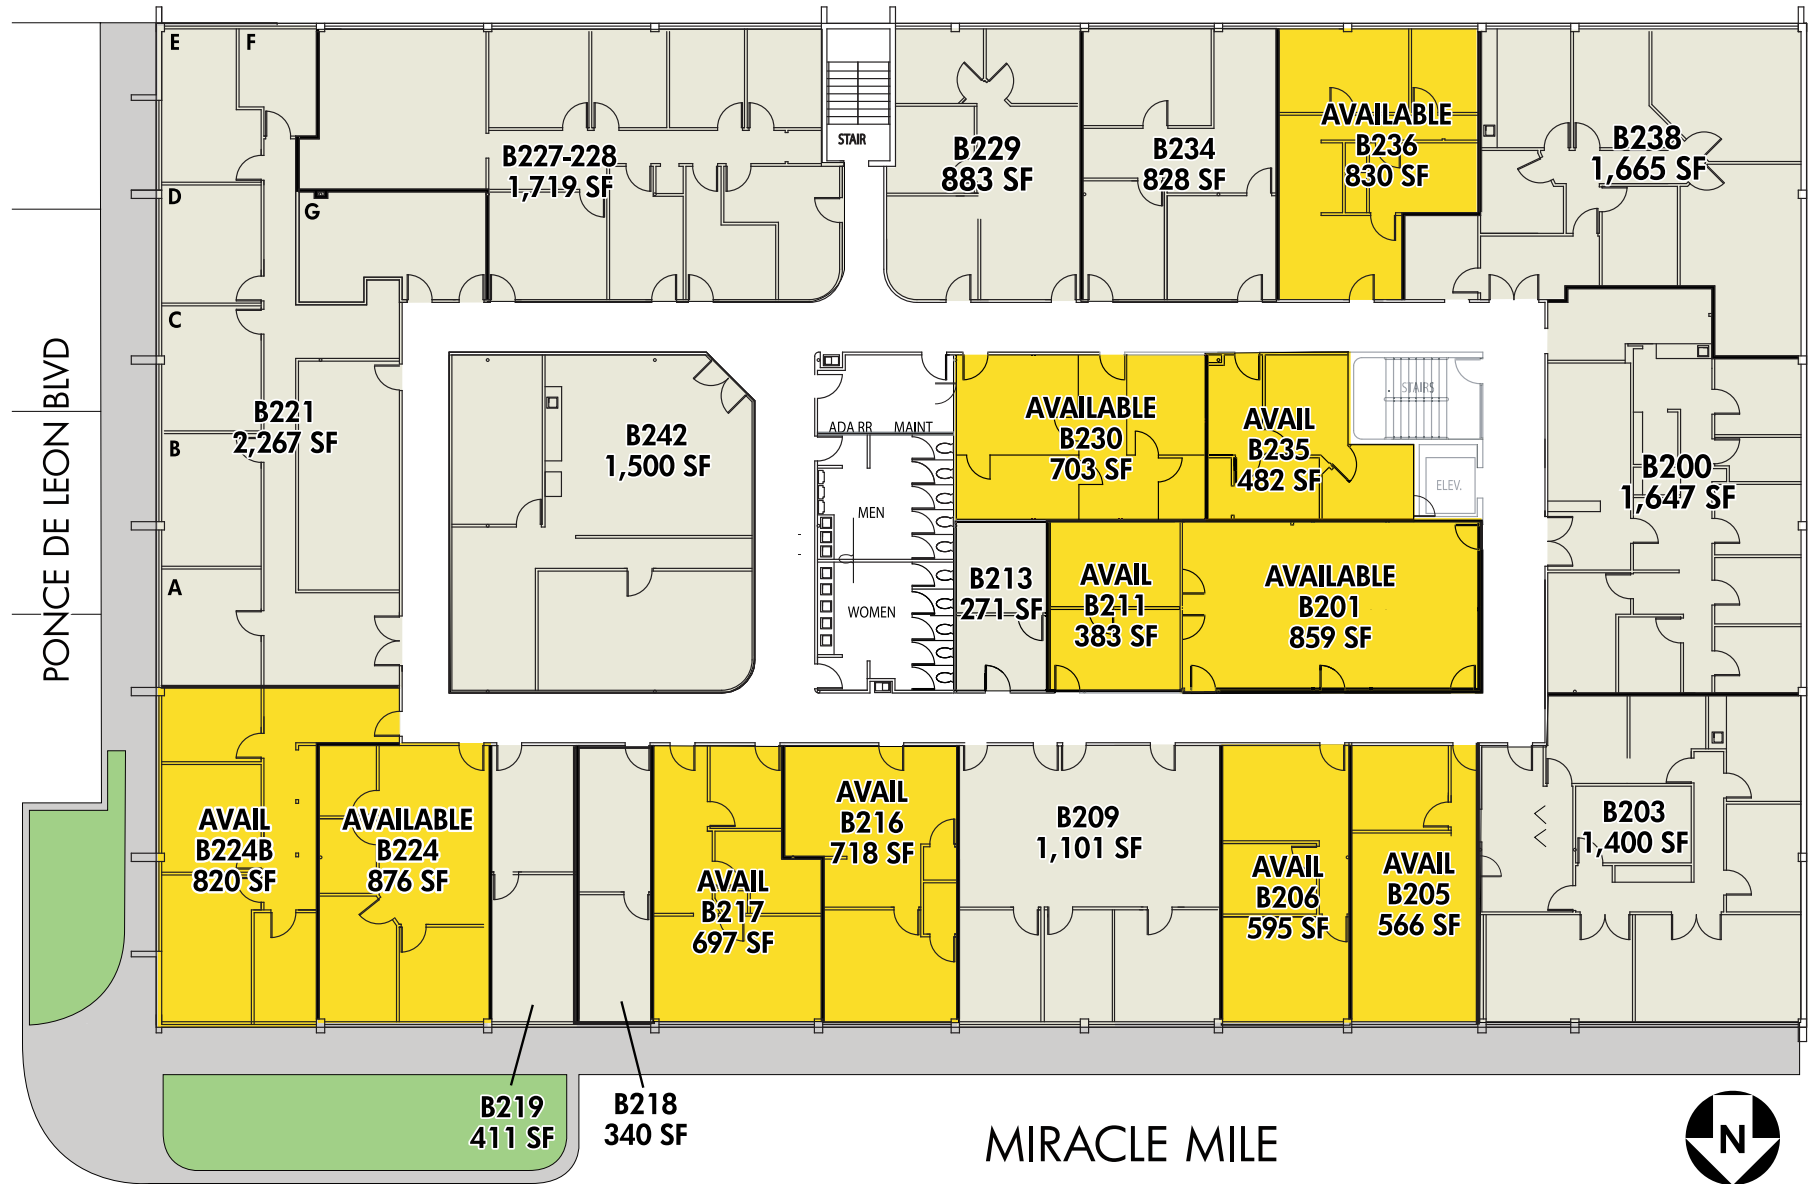 E
F
STAIR
B227-228
1,719 SF
B229
883 SF
B234
828 SF
AVAILABLE
B236
830 SF
B238
1,665 SF
D
G
C
B221
2,267 SF
B
A
PONCE DE LEON BLVD
B242
1,500 SF
ADA RR
MAINT
MEN
WOMEN
AVAILABLE
B230
703 SF
AVAIL
B235
482 SF
STAIRS
ELEV.
B200
1,647 SF
B213
271 SF
AVAIL
B211
383 SF
AVAILABLE
B201
859 SF
AVAIL
B224B
820 SF
AVAILABLE
B224
876 SF
AVAIL
B217
697 SF
AVAIL
B216
718 SF
B209
1,101 SF
AVAIL
B206
595 SF
AVAIL
B205
566 SF
B203
1,400 SF
B219
411 SF
B218
340 SF
MIRACLE MILE
N